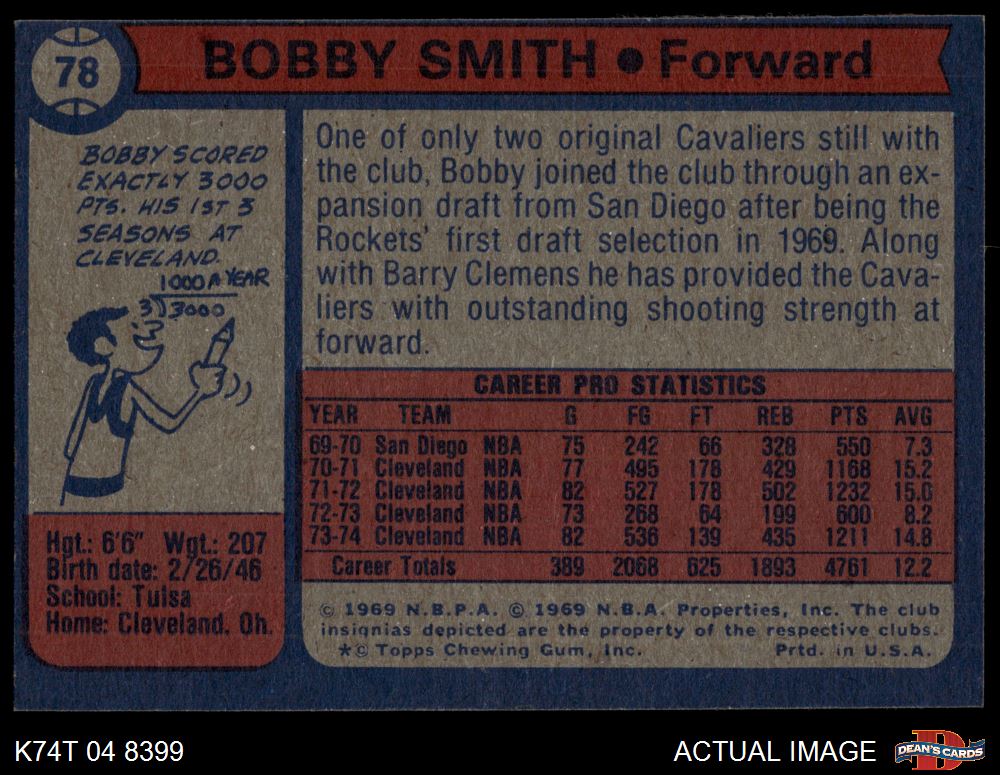 78
BOBBY SMITH ● Forward
BOBBY SCORED
EXACTLY 3000
PTS. HIS 1ST 3
SEASONS AT
CLEVELAND.
1000 A YEAR
3)3000
Hgt.: 6'6" Wgt.: 207
Birth date: 2/26/46
School: Tulsa
Home: Cleveland, Oh.
One of only two original Cavaliers still with
the club, Bobby joined the club through an ex-
pansion draft from San Diego after being the
Rockets' first draft selection in 1969. Along
with Barry Clemens he has provided the Cava-
liers with outstanding shooting strength at
forward.
CAREER PRO STATISTICS
YEAR TEAM G FG FT REB PTS AVG
69-70 San Diego NBA 75 242 66 328 550 7.3
70-71 Cleveland NBA 77 495 178 429 1168 15.2
71-72 Cleveland NBA 82 527 178 502 1232 15.0
72-73 Cleveland NBA 73 268 64 199 600 8.2
73-74 Cleveland NBA 82 536 139 435 1211 14.8
Career Totals 389 2068 625 1893 4761 12.2
© 1969 N.B.P.A. © 1969 N.B.A. Properties, Inc. The club
insignias depicted are the property of the respective clubs.
*© Topps Chewing Gum, Inc. Prtd. in U.S.A.
K74T 04 8399
ACTUAL IMAGE
DEAN'S CARDS